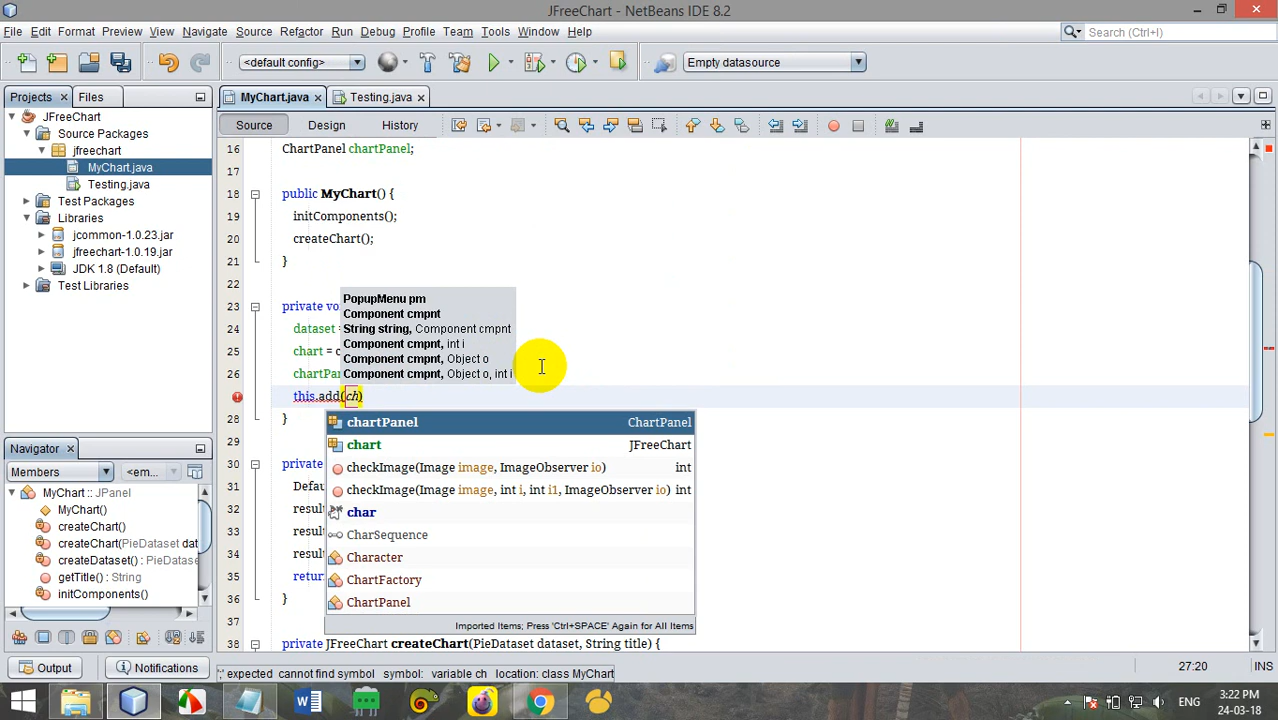 JFreeChart - NetBeans IDE 8.2
File Edit Format Preview View Navigate Source Refactor Run Debug Profile Team Tools Window Help
Search (Ctrl+I)
<default config>
Empty datasource
Projects Files
MyChart.java Testing.java
JFreeChart
Source Packages
jfreechart
MyChart.java
Testing.java
Test Packages
Libraries
jcommon-1.0.23.jar
jfreechart-1.0.19.jar
JDK 1.8 (Default)
Test Libraries
Source Design History
16 ChartPanel chartPanel;
17
18 public MyChart() {
19 initComponents();
20 createChart();
21 }
22
23 private vo
24 dataset =
25 chart = c
26 chartPa
this.add(ch)
28 }
29
30 private
31 Defau
32 resul
33 resul
34 resul
35 retur
36 }
37
38 private JFreeChart createChart(PieDataset dataset, String title) {
PopupMenu pm
Component cmpnt
String string, Component cmpnt
Component cmpnt, int i
Component cmpnt, Object o
Component cmpnt, Object o, int i
chartPanel ChartPanel
chart JFreeChart
checkImage(Image image, ImageObserver io) int
checkImage(Image image, int i, int i1, ImageObserver io) int
char
CharSequence
Character
ChartFactory
ChartPanel
Imported Items; Press 'Ctrl+SPACE' Again for All Items
Navigator
Members <em...
MyChart :: JPanel
MyChart()
createChart()
createChart(PieDataset dat
createDataset() : PieDatase
getTitle() : String
initComponents()
Output Notifications
';' expected cannot find symbol symbol: variable ch location: class MyChart
27:20 INS
ENG
3:22 PM
24-03-18